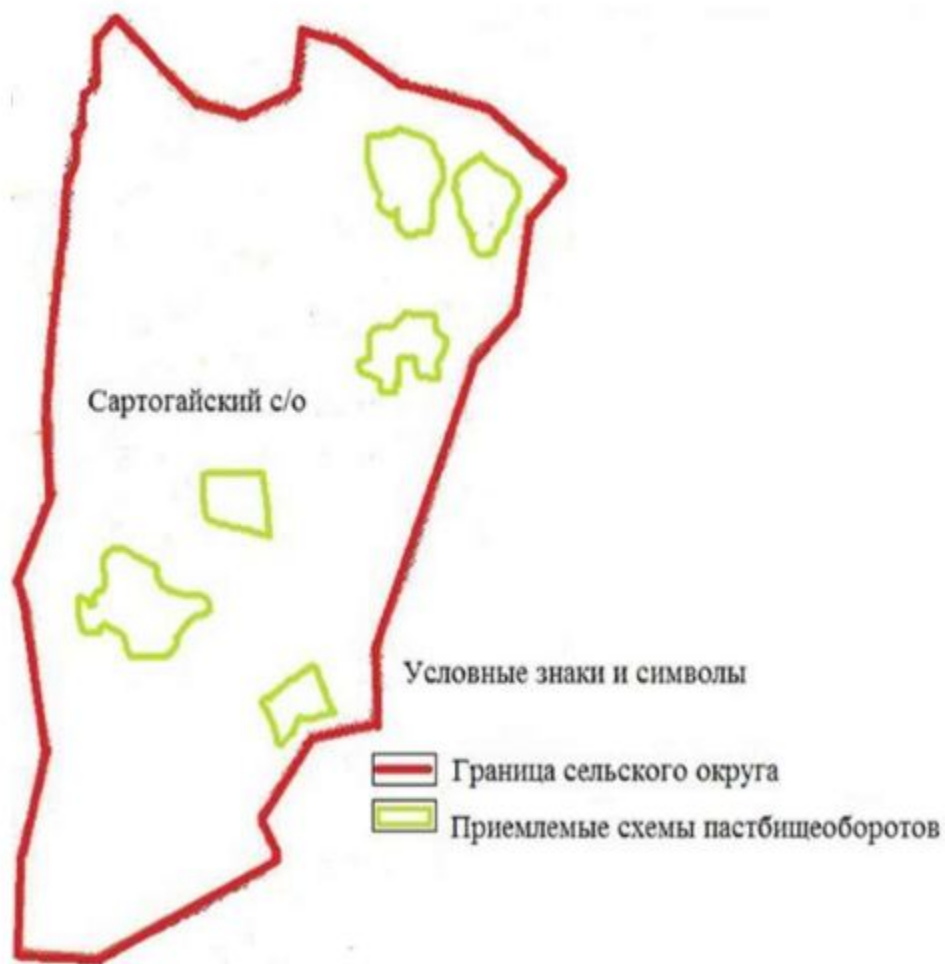 Сартогайский с/о
Условные знаки и символы
Граница сельского округа
Приемлемые схемы пастбищеоборотов